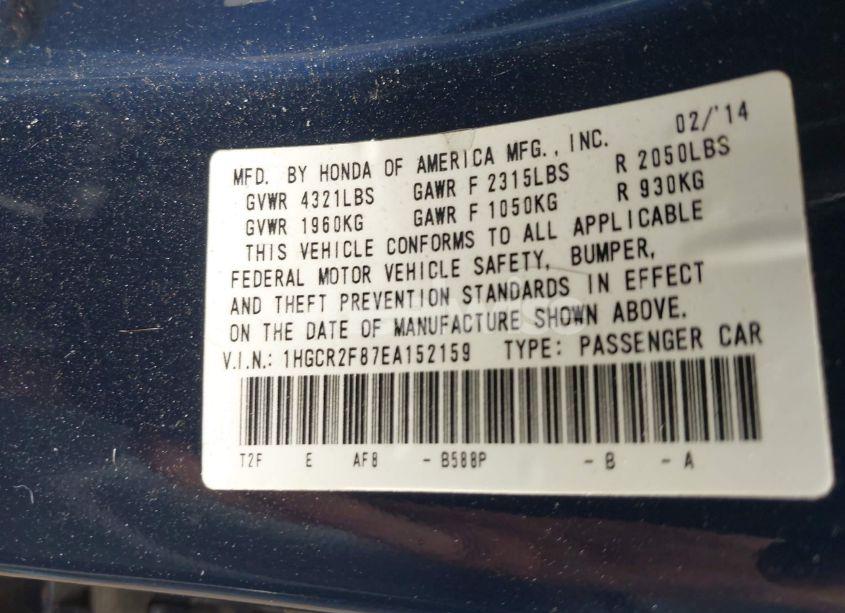 MFD. BY HONDA OF AMERICA MFG., INC. 02/'14
GVWR 4321LBS GAWR F 2315LBS R 2050LBS
GVWR 1960KG GAWR F 1050KG R 930KG
THIS VEHICLE CONFORMS TO ALL APPLICABLE
FEDERAL MOTOR VEHICLE SAFETY, BUMPER,
AND THEFT PREVENTION STANDARDS IN EFFECT
ON THE DATE OF MANUFACTURE SHOWN ABOVE.
V.I.N.: 1HGCR2F87EA152159 TYPE: PASSENGER CAR
T2F E AF8 - B588P - B - A